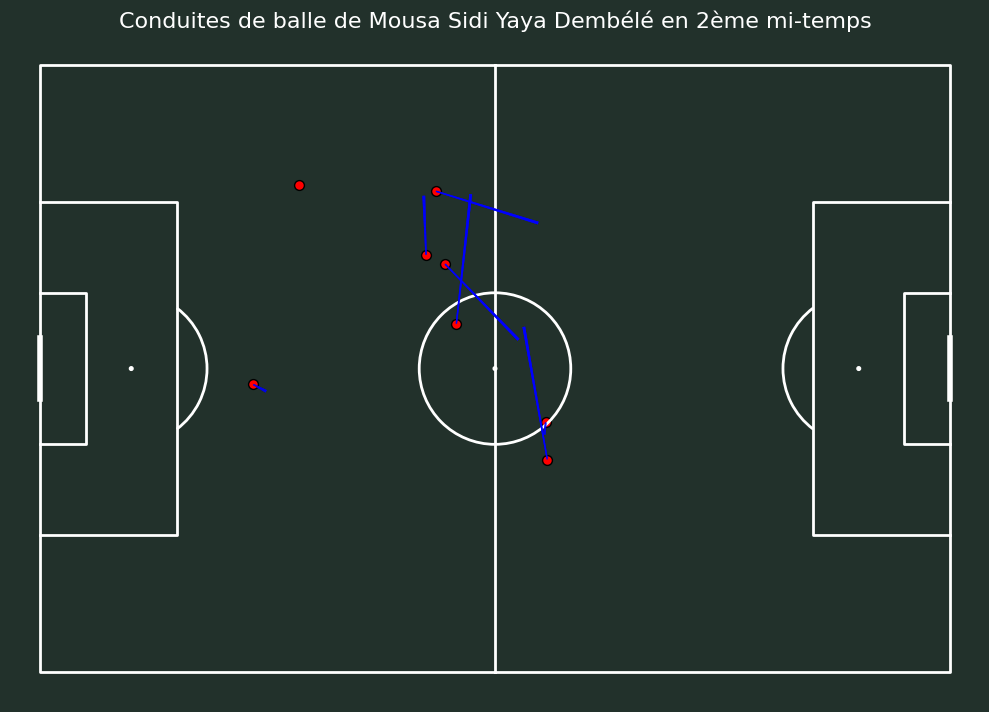 Conduites de balle de Mousa Sidi Yaya Dembélé en 2ème mi-temps